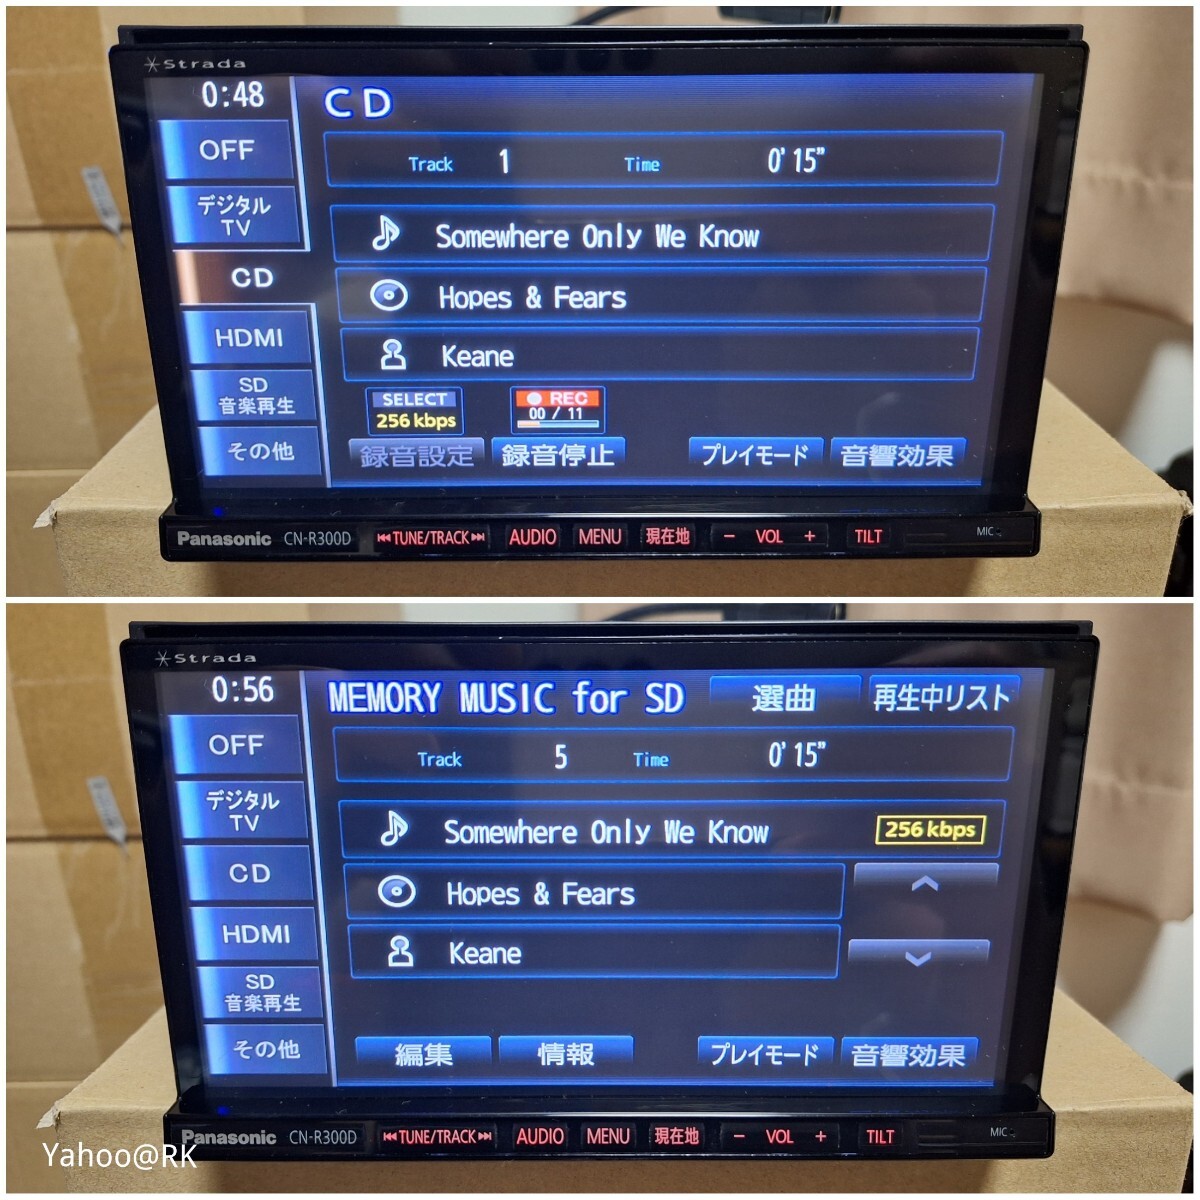 Strada
0:48
CD
OFF
Track 1 Time 0'15"
デジタル
TV
Somewhere Only We Know
CD
Hopes & Fears
HDMI
Keane
SD
音楽再生
SELECT
256 kbps
REC
00 / 11
その他
録音設定 録音停止 プレイモード 音響効果
Panasonic CN-R300D TUNE/TRACK AUDIO MENU 現在地 − VOL + TILT MIC
Strada
0:56
MEMORY MUSIC for SD 選曲 再生中リスト
OFF
Track 5 Time 0'15"
デジタル
TV
Somewhere Only We Know 256 kbps
CD
Hopes & Fears
HDMI
Keane
SD
音楽再生
その他
編集 情報 プレイモード 音響効果
Panasonic CN-R300D TUNE/TRACK AUDIO MENU 現在地 − VOL + TILT MIC
Yahoo@RK